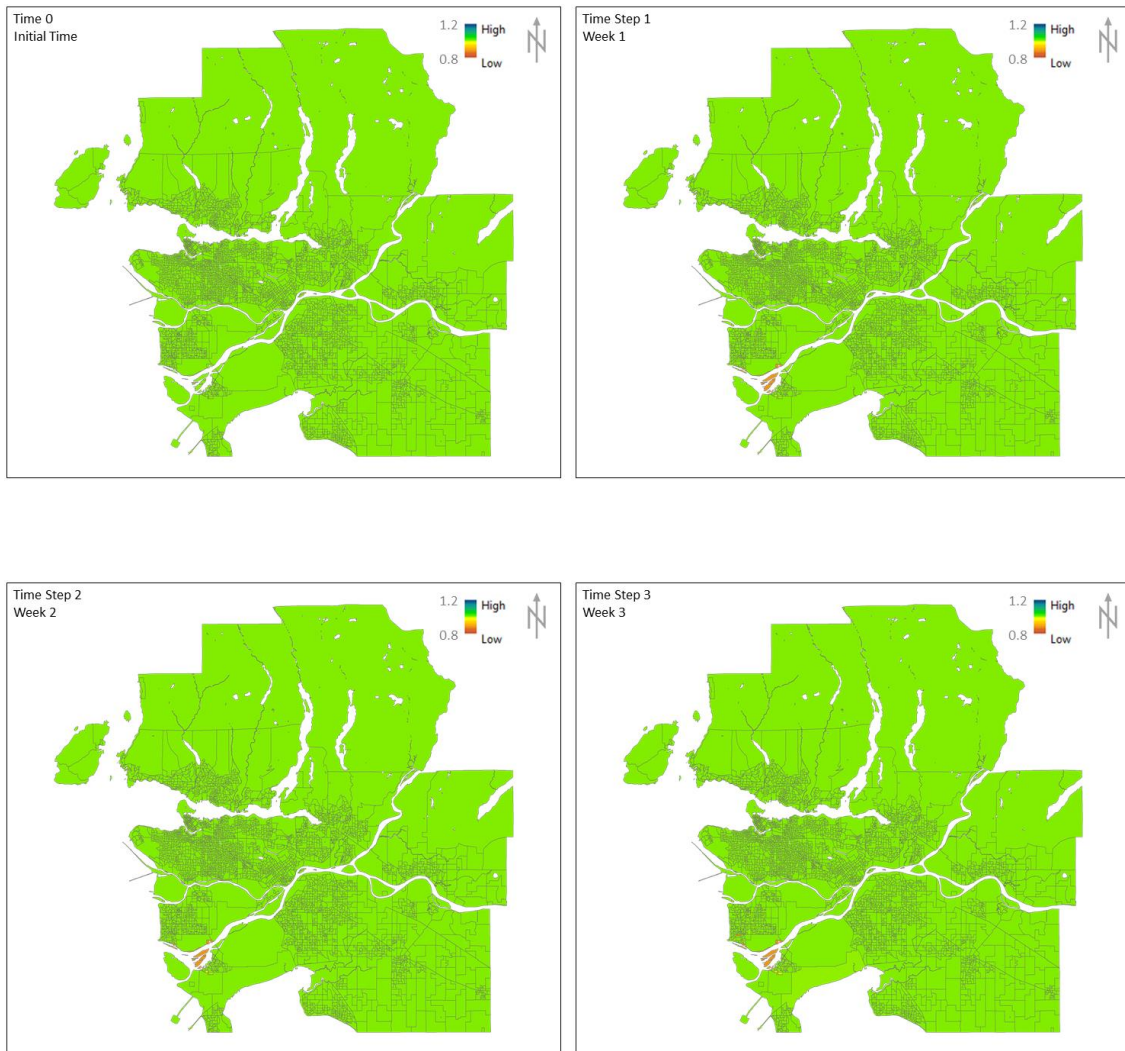 Time 0
Initial Time
1.2 High
0.8 Low
N
Time Step 1
Week 1
1.2 High
0.8 Low
N
Time Step 2
Week 2
1.2 High
0.8 Low
N
Time Step 3
Week 3
1.2 High
0.8 Low
N